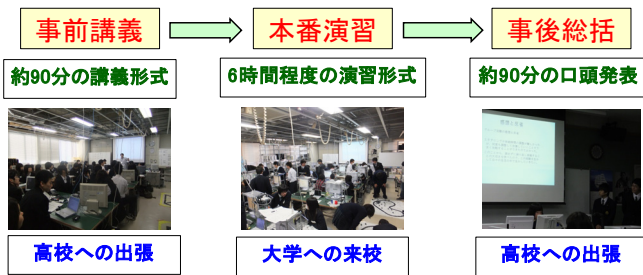 事前講義
本番演習
事後総括
約90分の講義形式
6時間程度の演習形式
約90分の口頭発表
高校への出張
大学への来校
高校への出張